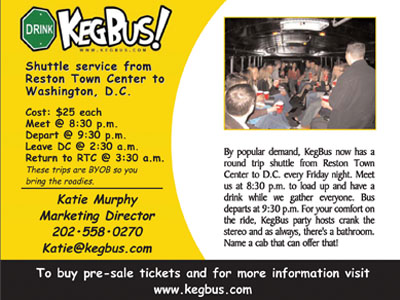 DRINK
KEGBUS!
WWW.KEGBUS.COM
Shuttle service from
Reston Town Center to
Washington, D.C.
Cost: $25 each
Meet @ 8:30 p.m.
Depart @ 9:30 p.m.
Leave DC @ 2:30 a.m.
Return to RTC @ 3:30 a.m.
These trips are BYOB so you
bring the roadies.
Katie Murphy
Marketing Director
202·558·0270
Katie@kegbus.com
By popular demand, KegBus now has a
round trip shuttle from Reston Town
Center to D.C. every Friday night. Meet
us at 8:30 p.m. to load up and have a
drink while we gather everyone. Bus
departs at 9:30 pm. For your comfort on
the ride, KegBus party hosts crank the
stereo and as always, there's a bathroom.
Name a cab that can offer that!
To buy pre-sale tickets and for more information visit
www.kegbus.com